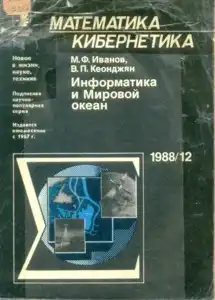 МАТЕМАТИКА
КИБЕРНЕТИКА
Новое
в жизни,
науке,
технике
Подписная
научно-
популярная
серия
Издается
ежемесячно
с 1967 г.
М.Ф. Иванов,
В.П. Кеонджян
Информатика
и Мировой
океан
1988/12